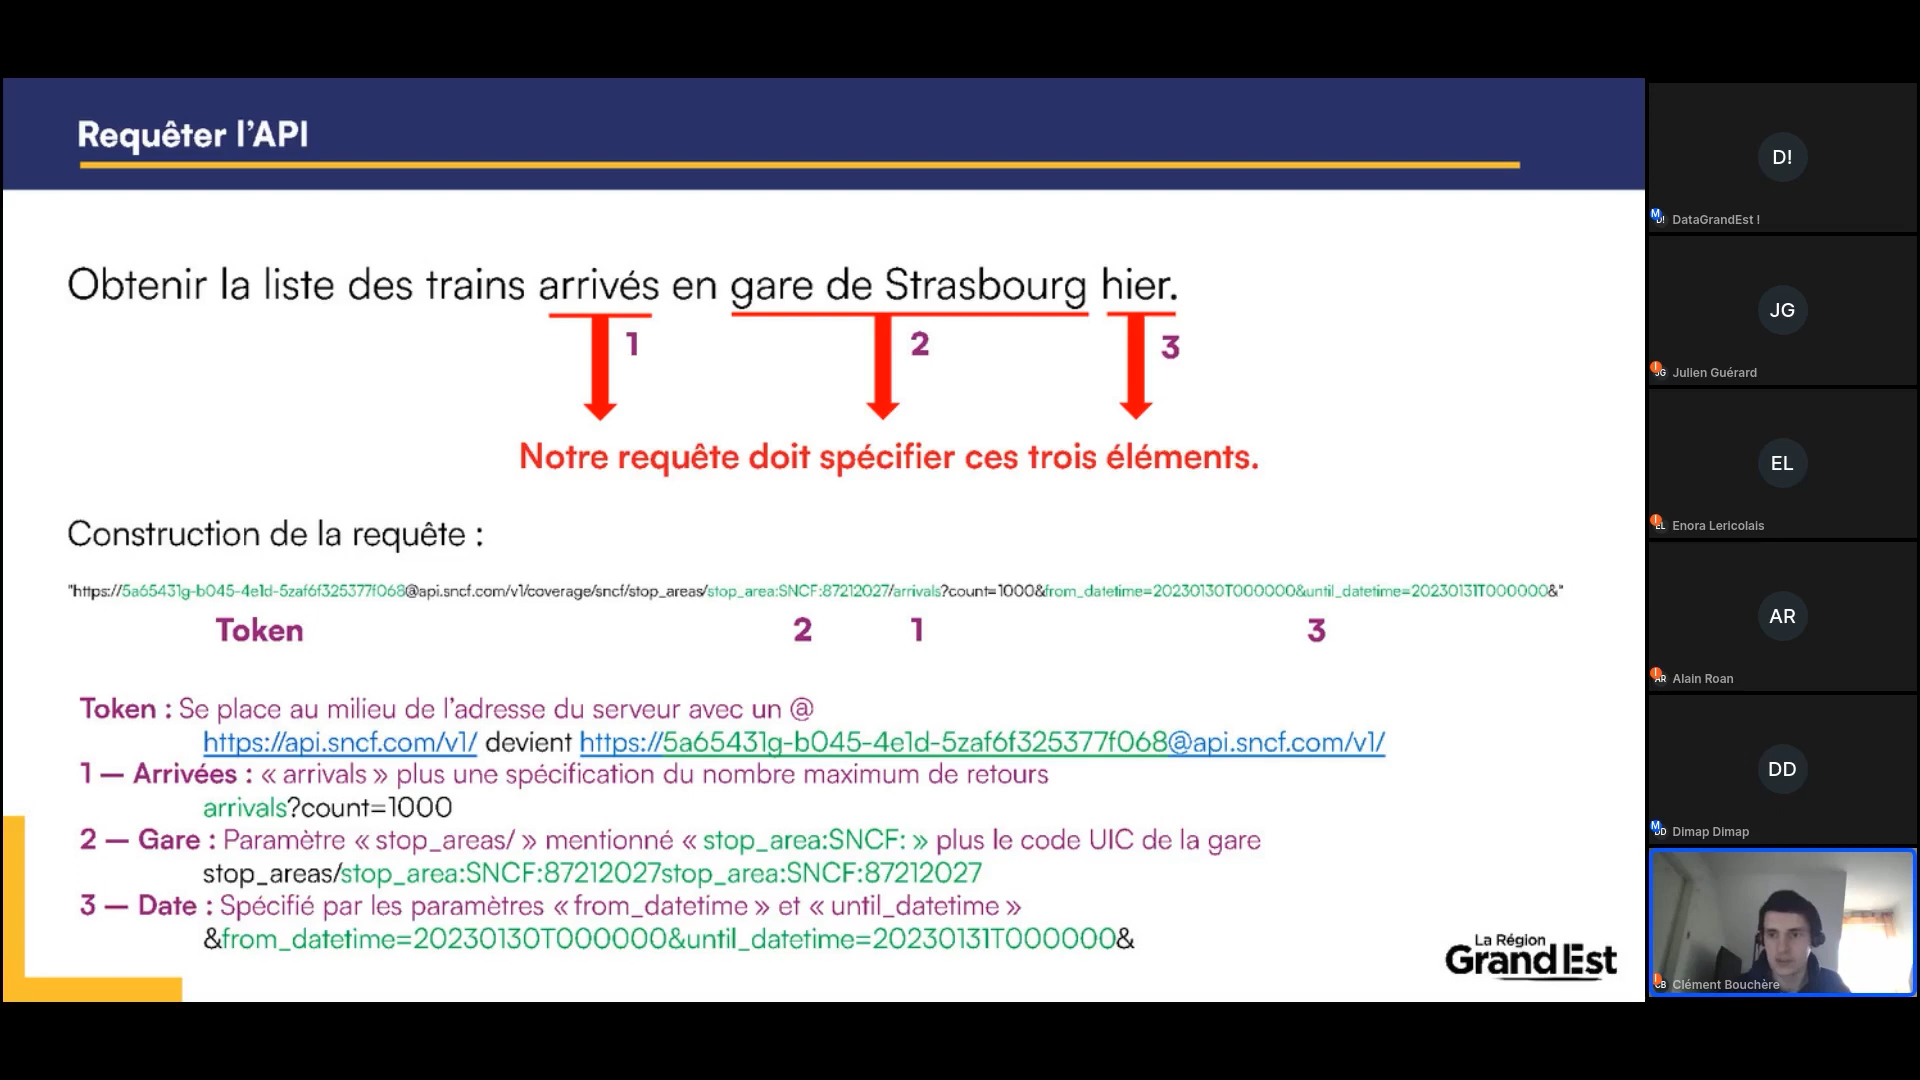 Requêter l’API
Obtenir la liste des trains arrivés en gare de Strasbourg hier.
1
2
3
Notre requête doit spécifier ces trois éléments.
Construction de la requête :
"https://5a65431g-b045-4e1d-5zaf6f325377f068@api.sncf.com/v1/coverage/sncf/stop_areas/stop_area:SNCF:87212027/arrivals?count=1000&from_datetime=20230130T000000&until_datetime=20230131T000000&"
Token
2
1
3
Token : Se place au milieu de l’adresse du serveur avec un @
https://api.sncf.com/v1/ devient https://5a65431g-b045-4e1d-5zaf6f325377f068@api.sncf.com/v1/
1 — Arrivées : « arrivals » plus une spécification du nombre maximum de retours
arrivals?count=1000
2 — Gare : Paramètre « stop_areas/ » mentionné « stop_area:SNCF: » plus le code UIC de la gare
stop_areas/stop_area:SNCF:87212027stop_area:SNCF:87212027
3 — Date : Spécifié par les paramètres « from_datetime » et « until_datetime »
&from_datetime=20230130T000000&until_datetime=20230131T000000&
La Région
Grand Est
D!
M
DataGrandEst !
JG
Julien Guérard
EL
Enora Lericolais
AR
Alain Roan
DD
M
Dimap Dimap
Clément Bouchère